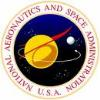 NATIONAL AERONAUTICS AND SPACE ADMINISTRATION
U.S.A.